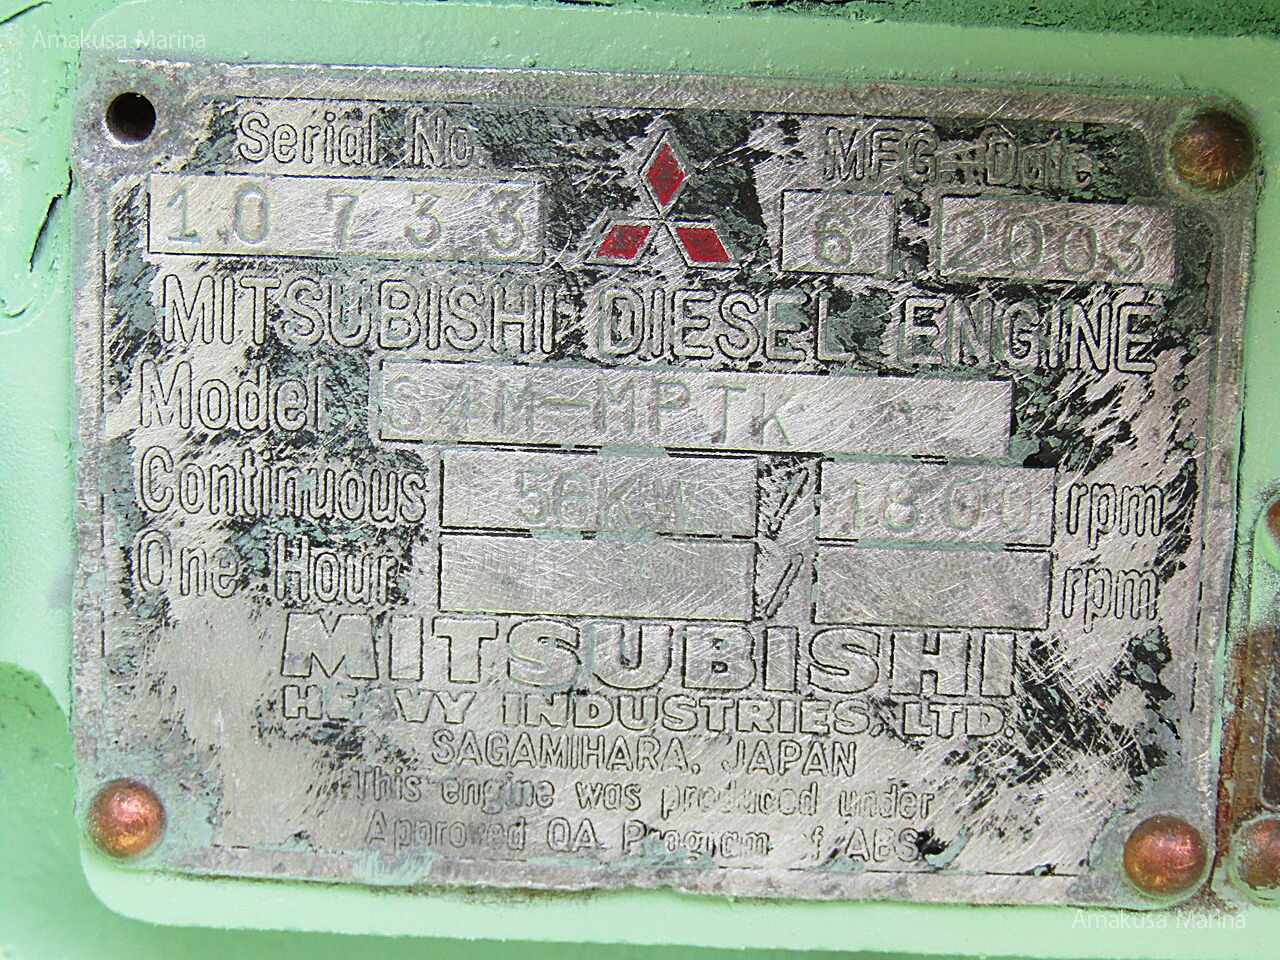 Amakusa Marina
Serial No. MFG. Date
10733 6 2003
MITSUBISHI DIESEL ENGINE
Model S4M-MPTK
Continuous 56KW / 1800 rpm
One Hour / rpm
MITSUBISHI
HEAVY INDUSTRIES, LTD.
SAGAMIHARA, JAPAN
This engine was produced under
Approved QA Program of ABS.
Amakusa Marina